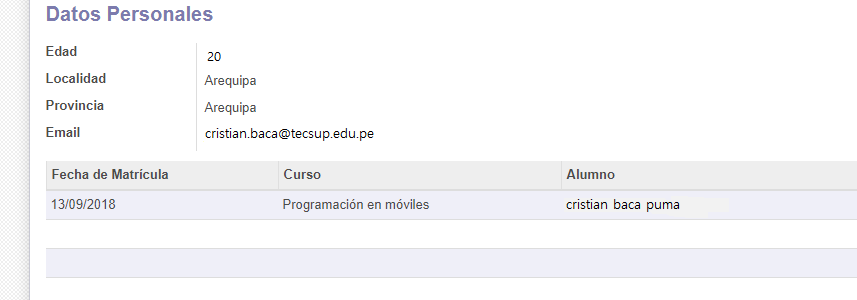 Datos Personales
Edad 20
Localidad Arequipa
Provincia Arequipa
Email cristian.baca@tecsup.edu.pe
Fecha de Matrícula Curso Alumno
13/09/2018 Programación en móviles cristian baca puma